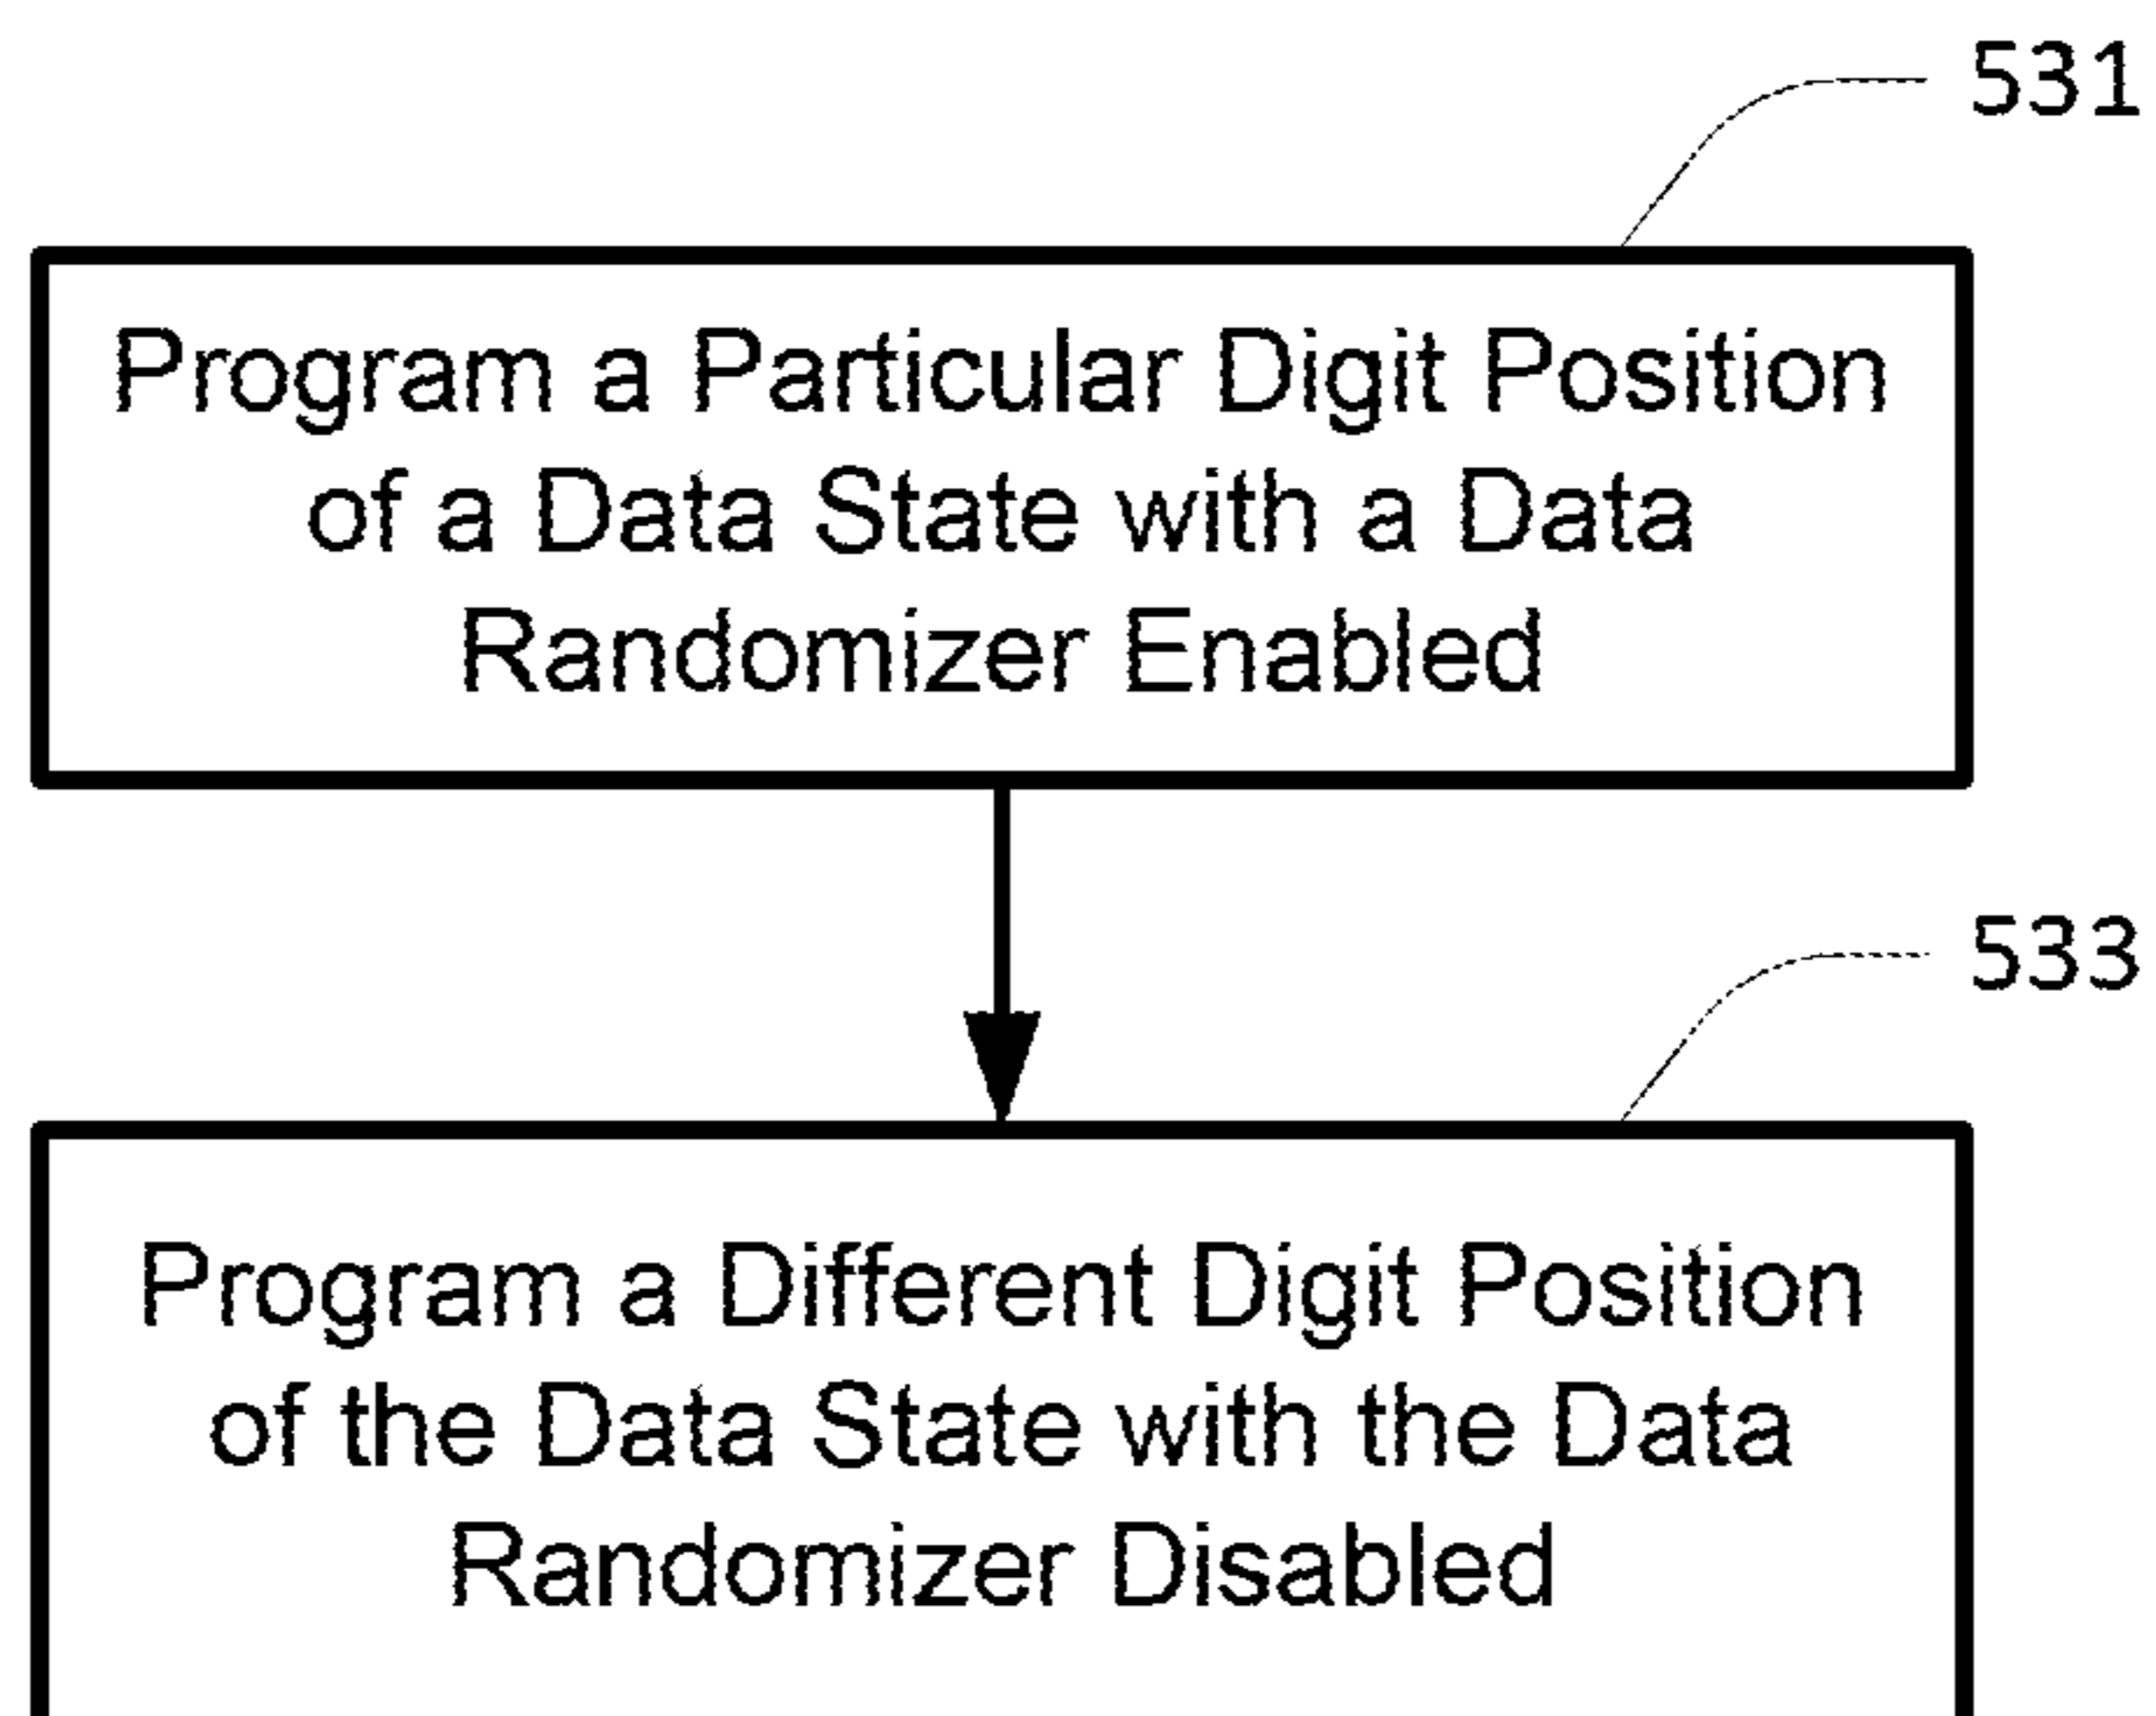 531
Program a Particular Digit Position
of a Data State with a Data
Randomizer Enabled
533
Program a Different Digit Position
of the Data State with the Data
Randomizer Disabled